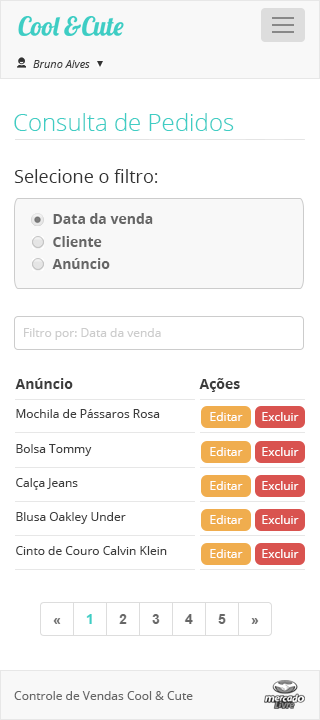 Cool & Cute
Bruno Alves ▼
Consulta de Pedidos
Selecione o filtro:
Data da venda
Cliente
Anúncio
Filtro por: Data da venda
Anúncio Ações
Mochila de Pássaros Rosa Editar Excluir
Bolsa Tommy Editar Excluir
Calça Jeans Editar Excluir
Blusa Oakley Under Editar Excluir
Cinto de Couro Calvin Klein Editar Excluir
« 1 2 3 4 5 »
Controle de Vendas Cool & Cute
mercado
livre